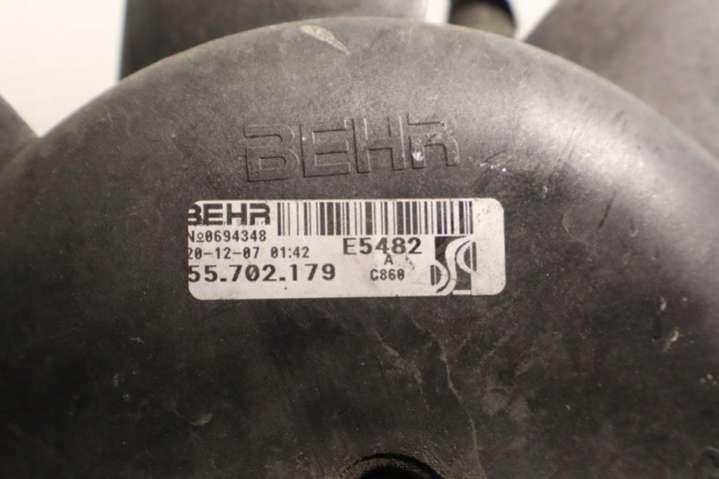 BEHR
BEHR
№0694348
20-12-07 01:42 E5482
A
55.702.179 C860